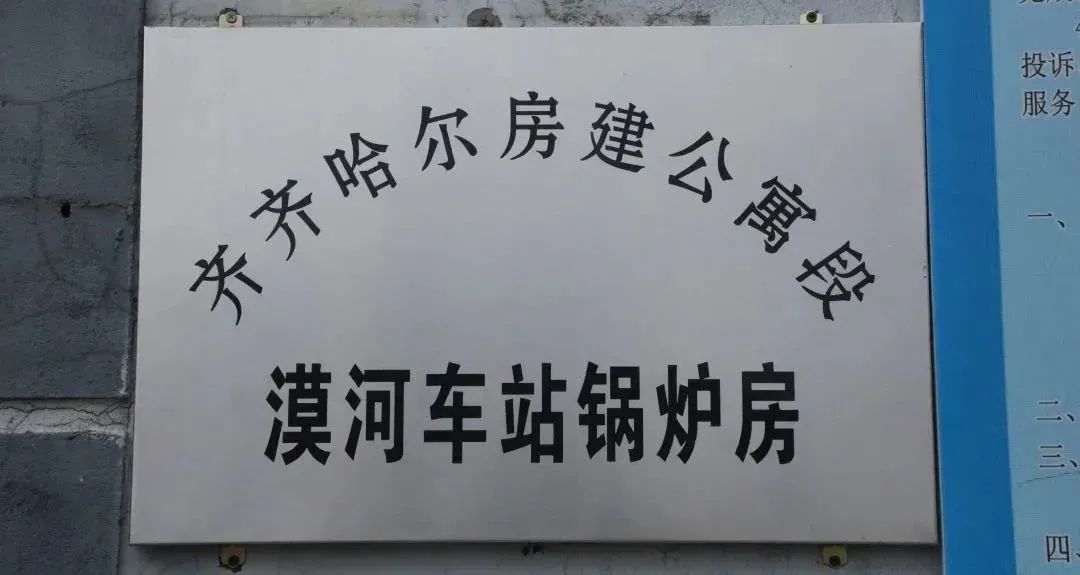 齐齐哈尔房建公寓段
漠河车站锅炉房
投诉
服务
一、
二、
三、
四、